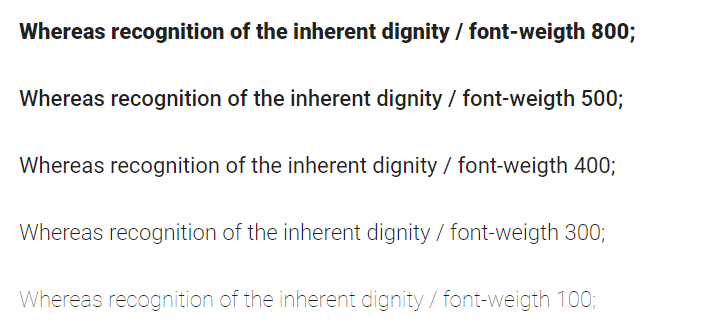 Whereas recognition of the inherent dignity / font-weigth 800;
Whereas recognition of the inherent dignity / font-weigth 500;
Whereas recognition of the inherent dignity / font-weigth 400;
Whereas recognition of the inherent dignity / font-weigth 300;
Whereas recognition of the inherent dignity / font-weigth 100;